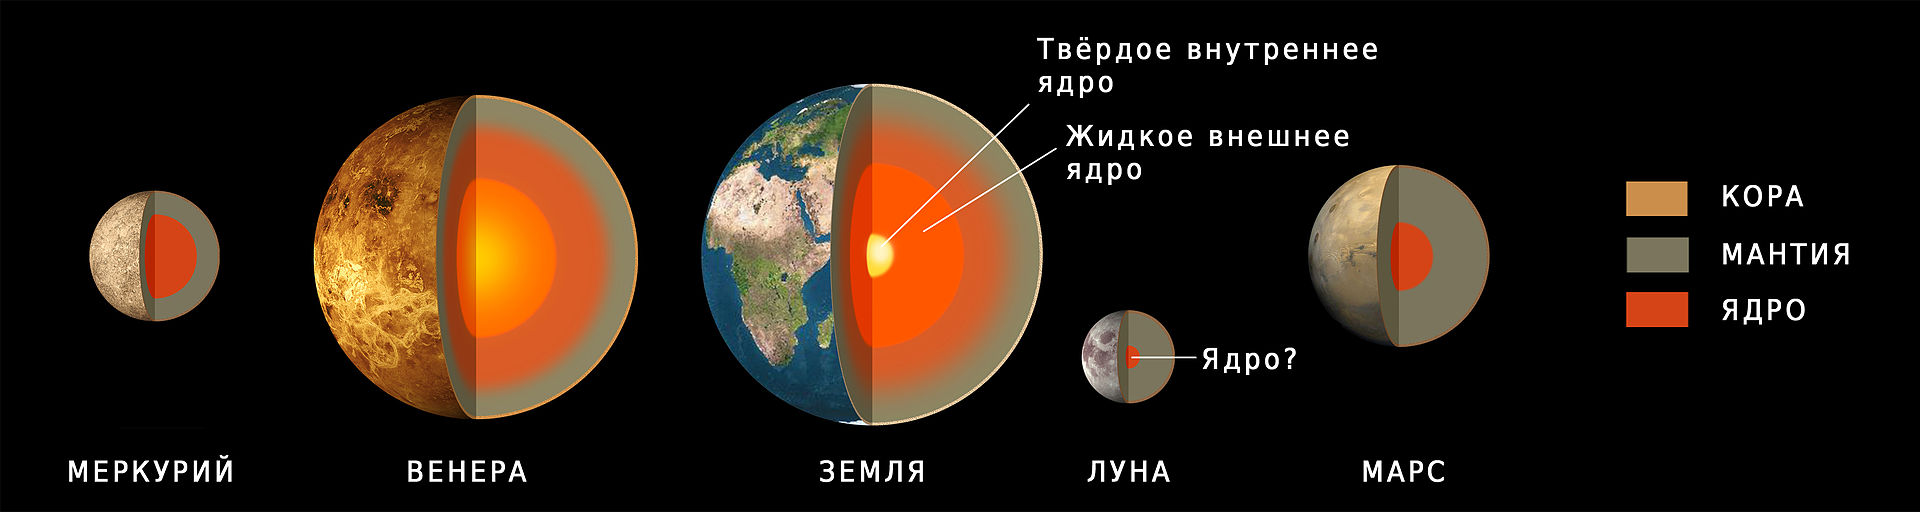 Твёрдое внутреннее
ядро
Жидкое внешнее
ядро
Ядро?
КОРА
МАНТИЯ
ЯДРО
МЕРКУРИЙ
ВЕНЕРА
ЗЕМЛЯ
ЛУНА
МАРС